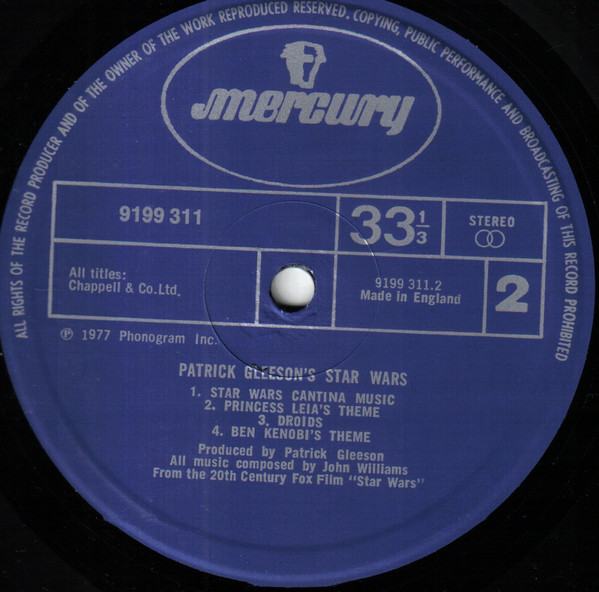 ALL RIGHTS OF THE RECORD PRODUCER AND OF THE OWNER OF THE WORK REPRODUCED RESERVED. COPYING, PUBLIC PERFORMANCE AND BROADCASTING OF THIS RECORD PROHIBITED
mercury
9199 311
33 1/3
STEREO
All titles:
Chappell & Co.Ltd.
9199 311.2
Made in England
2
℗ 1977 Phonogram Inc.
PATRICK GLEESON'S STAR WARS
1. STAR WARS CANTINA MUSIC
2. PRINCESS LEIA'S THEME
3. DROIDS
4. BEN KENOBI'S THEME
Produced by Patrick Gleeson
All music composed by John Williams
From the 20th Century Fox Film "Star Wars"